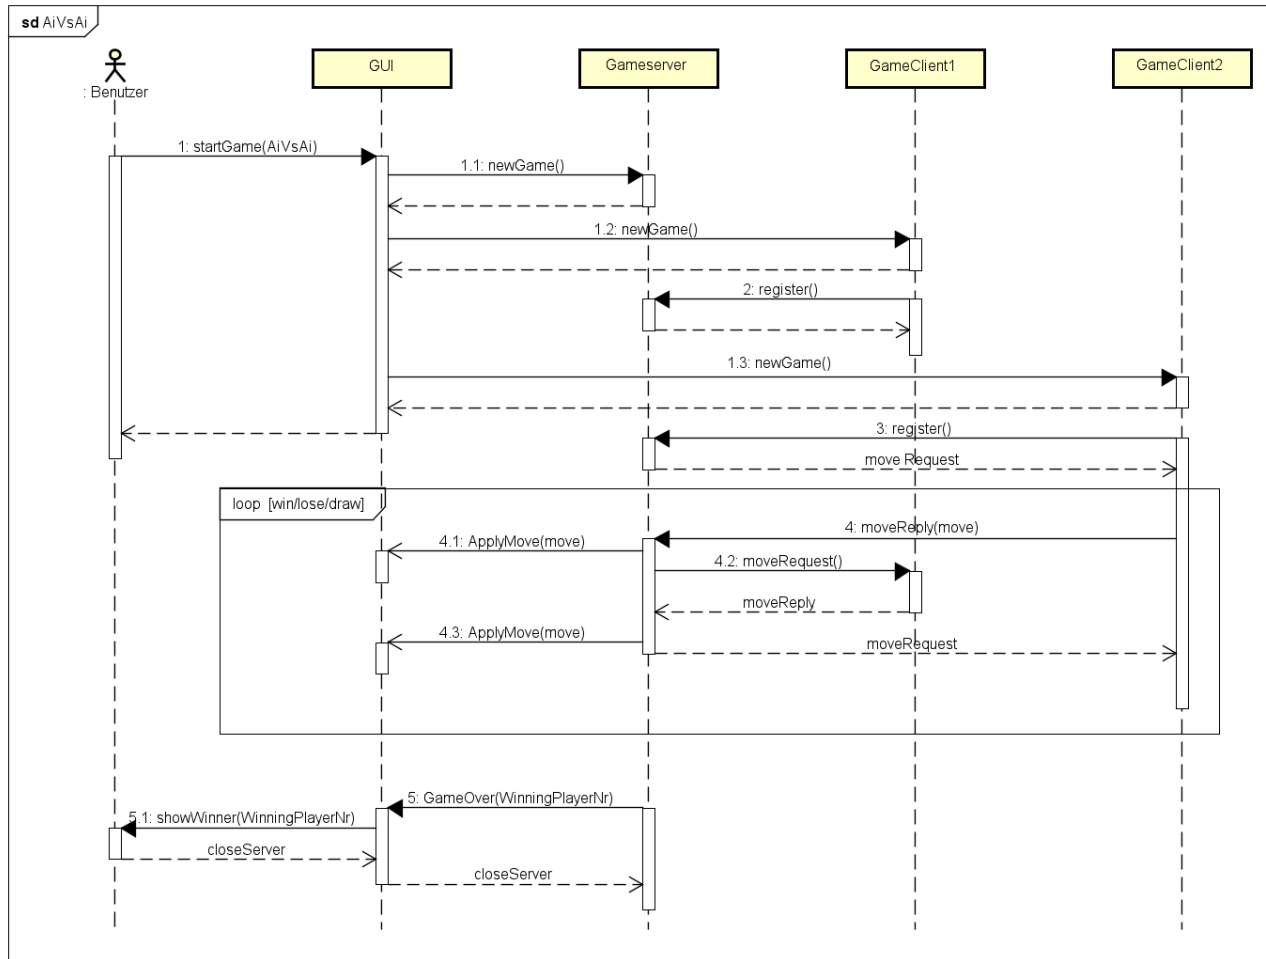 sd AiVsAi
: Benutzer
GUI
Gameserver
GameClient1
GameClient2
1: startGame(AiVsAi)
1.1: newGame()
1.2: newGame()
2: register()
1.3: newGame()
3: register()
move Request
loop [win/lose/draw]
4: moveReply(move)
4.1: ApplyMove(move)
4.2: moveRequest()
moveReply
4.3: ApplyMove(move)
moveRequest
5: GameOver(WinningPlayerNr)
5.1: showWinner(WinningPlayerNr)
closeServer
closeServer